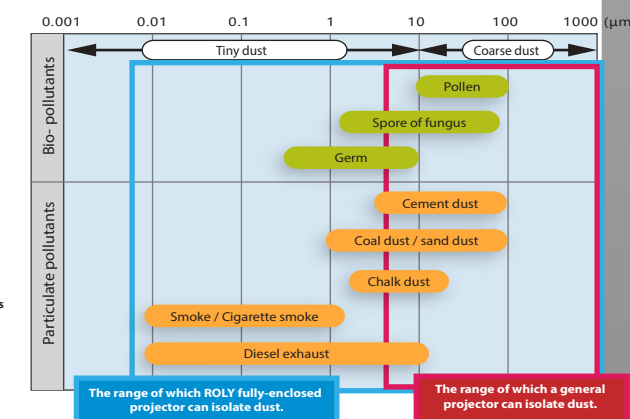 0.001 0.01 0.1 1 10 100 1000 (μm
Tiny dust Coarse dust
Bio- pollutants
Pollen
Spore of fungus
Germ
Particulate pollutants
Cement dust
Coal dust / sand dust
Chalk dust
s
Smoke / Cigarette smoke
Diesel exhaust
The range of which ROLY fully-enclosed
projector can isolate dust.
The range of which a general
projector can isolate dust.